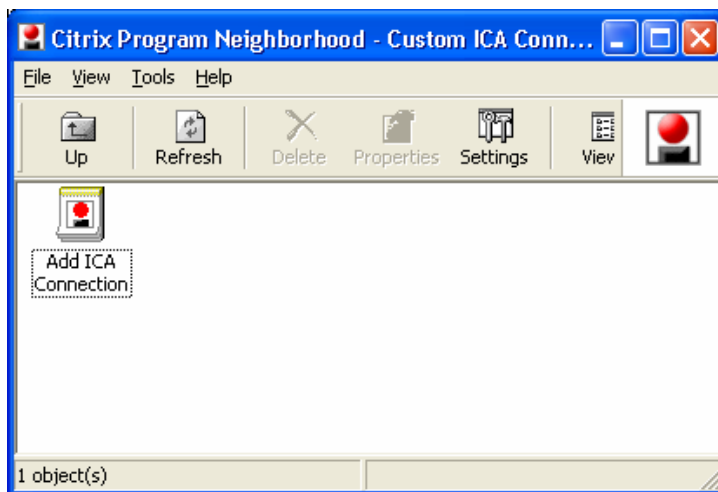 Citrix Program Neighborhood - Custom ICA Conn...
File View Tools Help
Up Refresh Delete Properties Settings View
Add ICA
Connection
1 object(s)